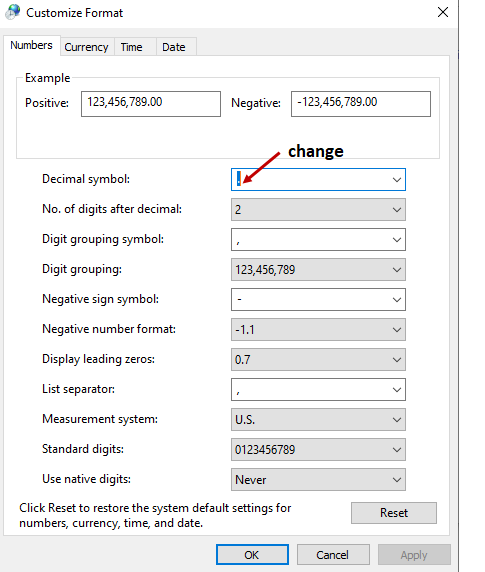 Customize Format
Numbers Currency Time Date
Example
Positive: 123,456,789.00 Negative: -123,456,789.00
change
Decimal symbol: .
No. of digits after decimal: 2
Digit grouping symbol: ,
Digit grouping: 123,456,789
Negative sign symbol: -
Negative number format: -1.1
Display leading zeros: 0.7
List separator: ,
Measurement system: U.S.
Standard digits: 0123456789
Use native digits: Never
Click Reset to restore the system default settings for
numbers, currency, time, and date.
Reset
OK Cancel Apply